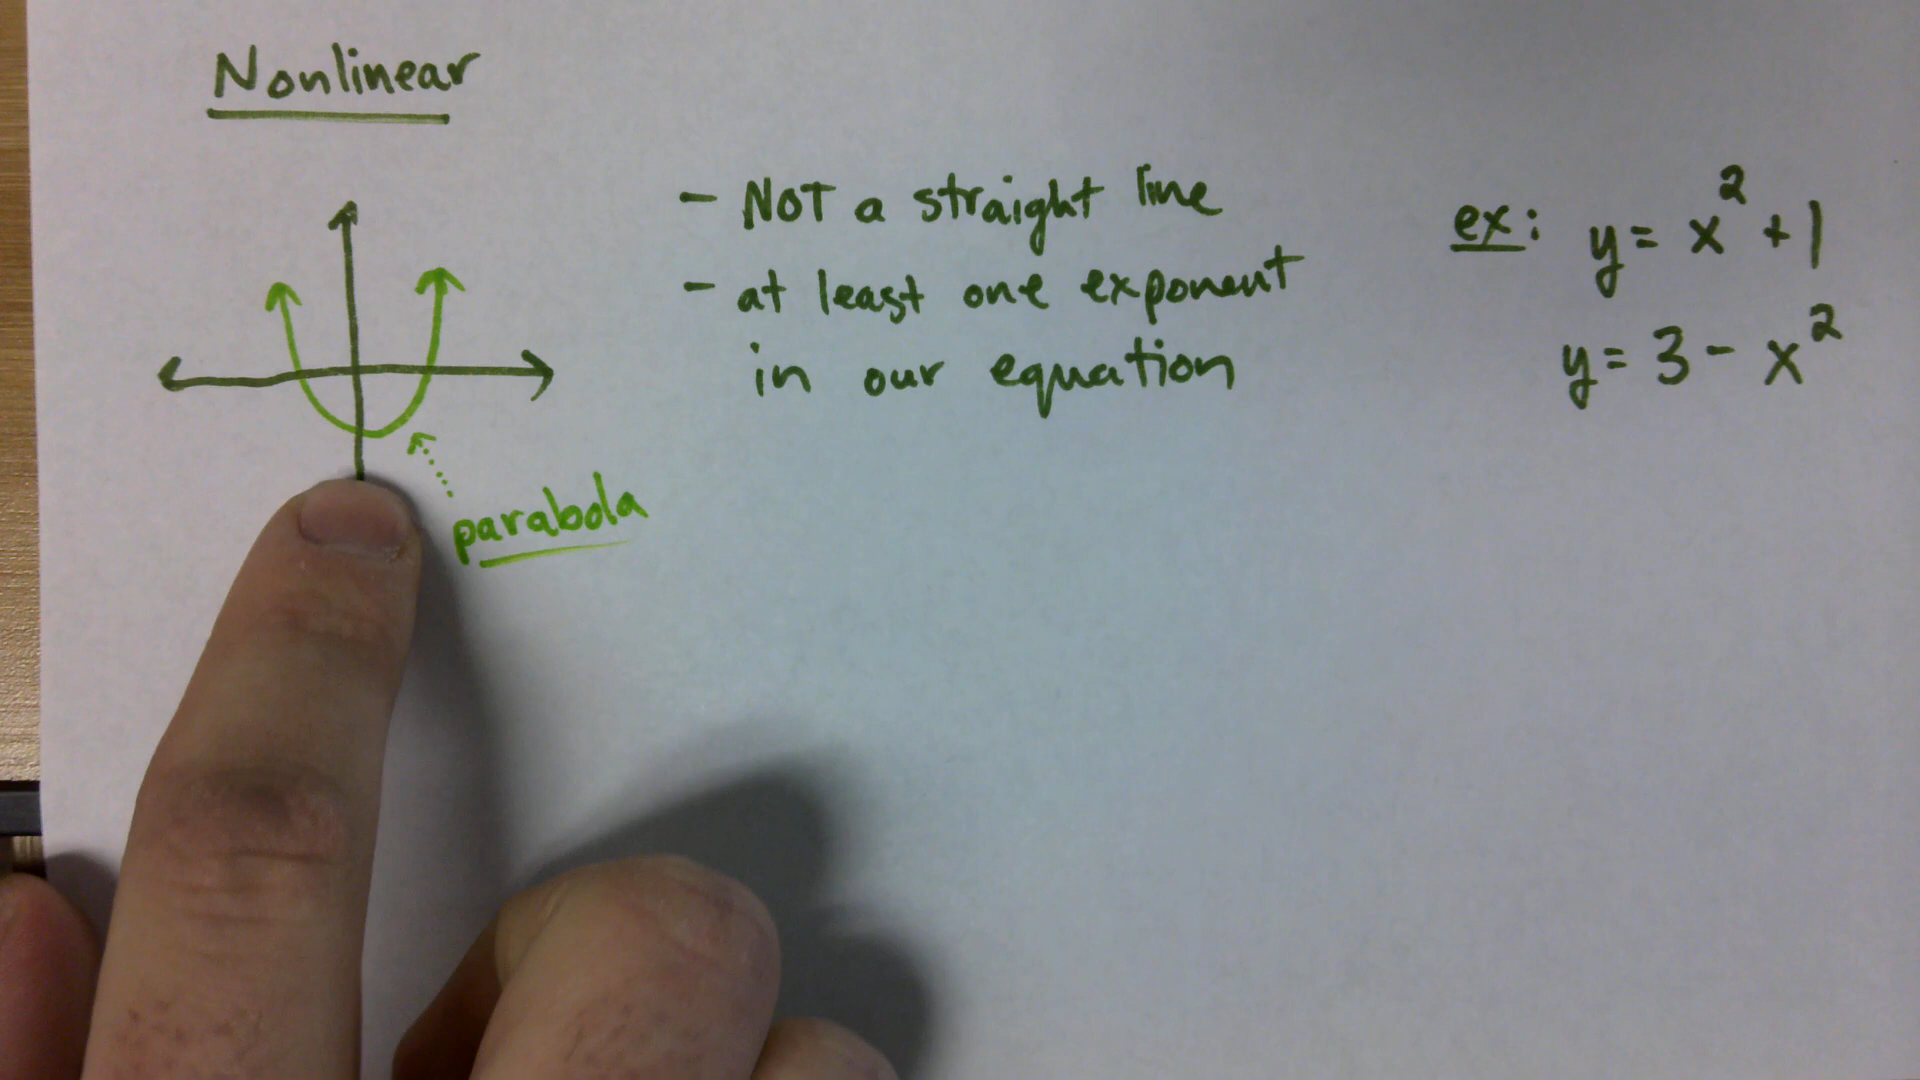 Nonlinear
- NOT a straight line
- at least one exponent
in our equation
ex: y = x² + 1
y = 3 - x²
parabola